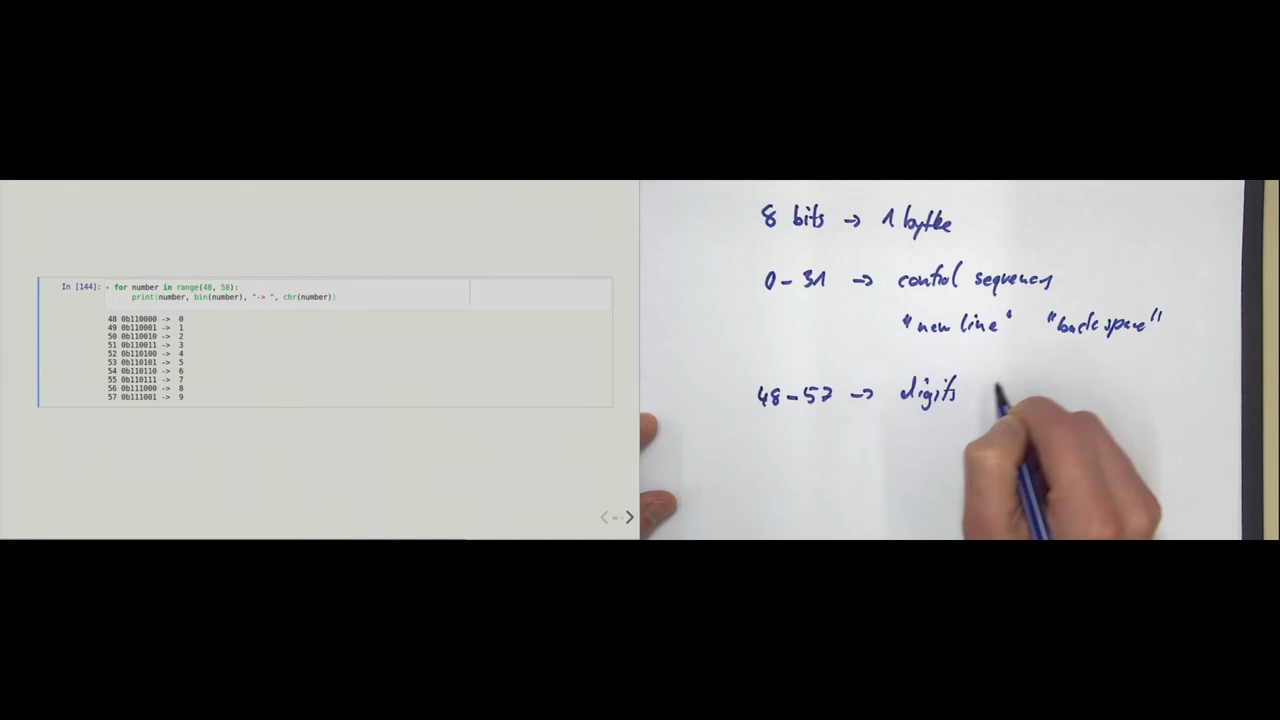 In [144]: for number in range(48, 58):
print(number, bin(number), "-> ", chr(number))
48 0b110000 -> 0
49 0b110001 -> 1
50 0b110010 -> 2
51 0b110011 -> 3
52 0b110100 -> 4
53 0b110101 -> 5
54 0b110110 -> 6
55 0b110111 -> 7
56 0b111000 -> 8
57 0b111001 -> 9
8 bits → 1 byte
0 - 31 → control sequences
"new line" "backspace"
48 - 57 → digits